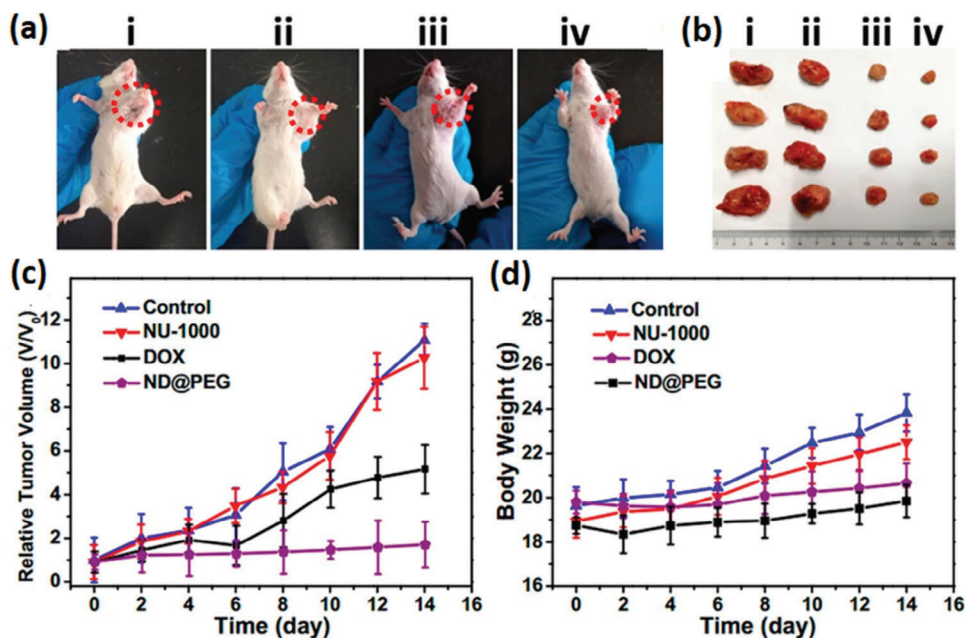 (a)
i ii iii iv
(b)
i ii iii iv
(c)
Relative Tumor Volume (V/V₀)
12
10
8
6
4
2
0
Control
NU-1000
DOX
ND@PEG
0 2 4 6 8 10 12 14 16
Time (day)
(d)
Body Weight (g)
28
26
24
22
20
18
16
Control
NU-1000
DOX
ND@PEG
0 2 4 6 8 10 12 14 16
Time (day)